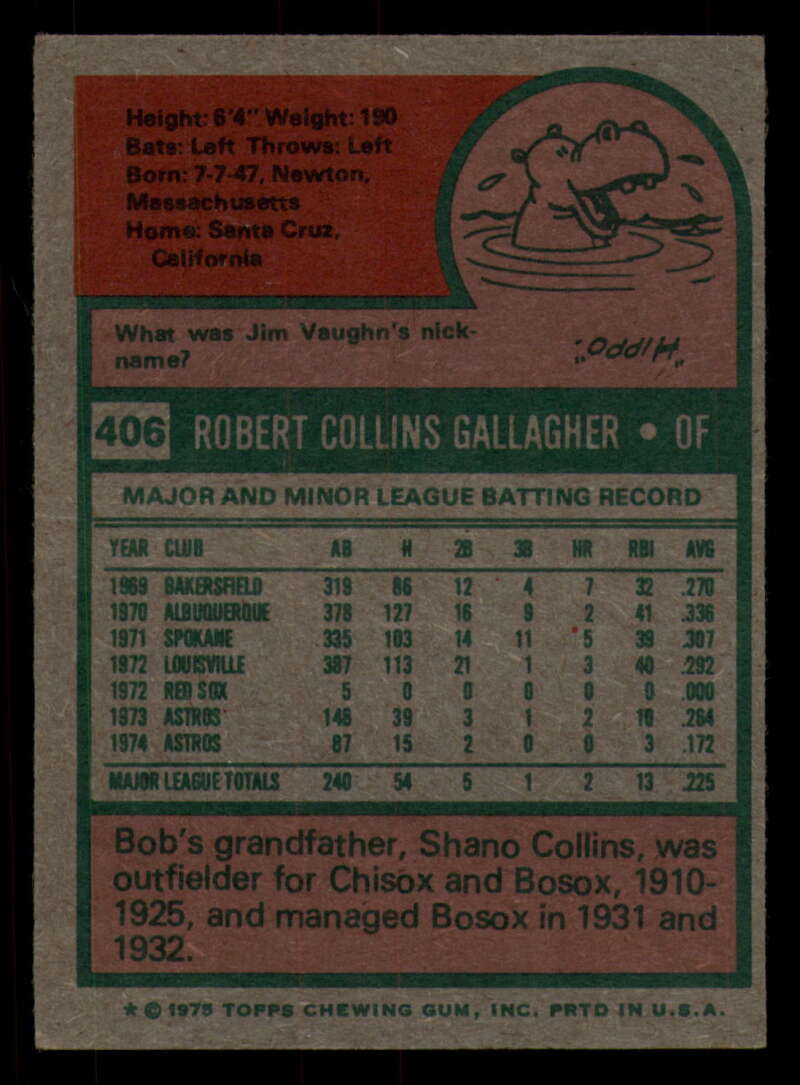 Height: 6'4" Weight: 190
Bats: Left Throws: Left
Born: 7-7-47, Newton,
Massachusetts
Home: Santa Cruz,
California
What was Jim Vaughn's nick-
name?
"Hippo."
406 ROBERT COLLINS GALLAGHER • OF
MAJOR AND MINOR LEAGUE BATTING RECORD
YEAR CLUB AB H 2B 3B HR RBI AVG
1969 BAKERSFIELD 319 86 12 4 7 32 .270
1970 ALBUQUERQUE 378 127 16 9 2 41 .336
1971 SPOKANE 335 103 14 11 5 39 .307
1972 LOUISVILLE 387 113 21 1 3 40 .292
1972 RED SOX 5 0 0 0 0 0 .000
1973 ASTROS 148 39 3 1 2 10 .264
1974 ASTROS 87 15 2 0 0 3 .172
MAJOR LEAGUE TOTALS 240 54 5 1 2 13 .225
Bob's grandfather, Shano Collins, was
outfielder for Chisox and Bosox, 1910-
1925, and managed Bosox in 1931 and
1932.
★ © 1975 TOPPS CHEWING GUM, INC. PRTD IN U.S.A.